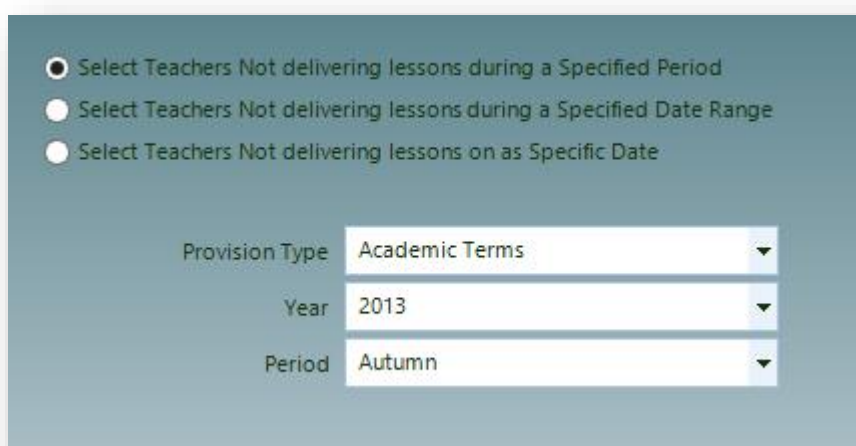 Select Teachers Not delivering lessons during a Specified Period
Select Teachers Not delivering lessons during a Specified Date Range
Select Teachers Not delivering lessons on as Specific Date
Provision Type Academic Terms
Year 2013
Period Autumn